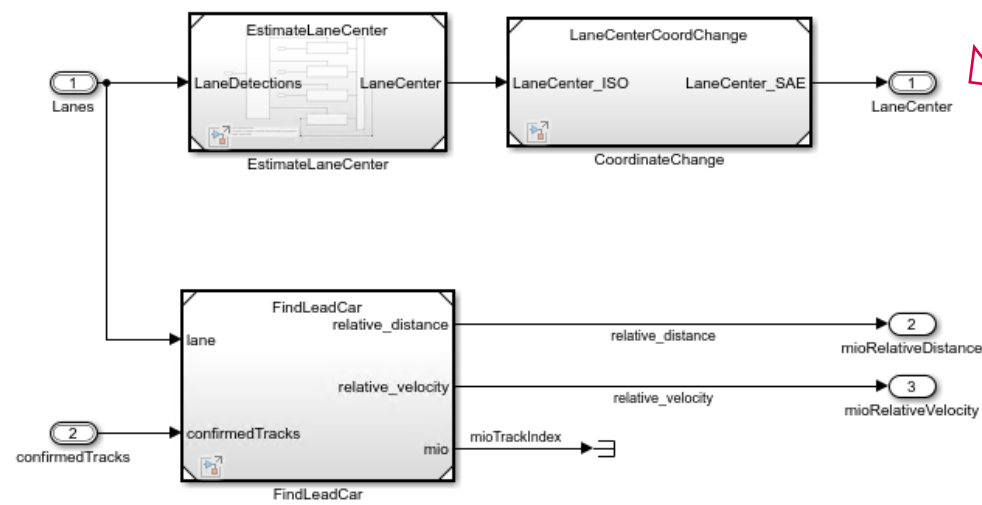 EstimateLaneCenter
LaneCenterCoordChange
1
LaneDetections
LaneCenter
LaneCenter_ISO
LaneCenter_SAE
1
Lanes
LaneCenter
EstimateLaneCenter
CoordinateChange
FindLeadCar
relative_distance
relative_distance
2
mioRelativeDistance
lane
relative_velocity
relative_velocity
3
mioRelativeVelocity
2
confirmedTracks
confirmedTracks
mio
mioTrackIndex
FindLeadCar